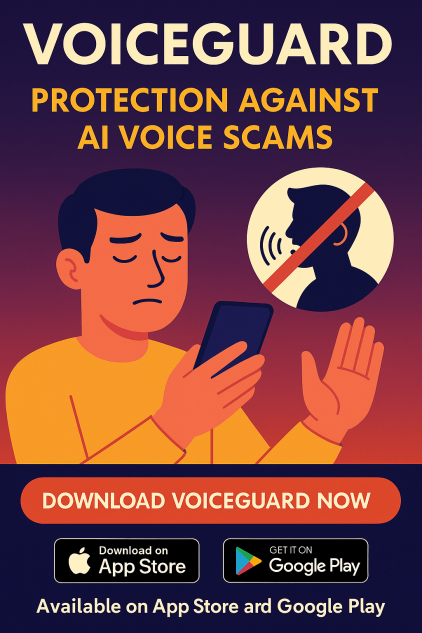 VOICEGUARD
PROTECTION AGAINST
AI VOICE SCAMS
DOWNLOAD VOICEGUARD NOW
Download on
App Store
GET IT ON
Google Play
Available on App Store ard Google Play